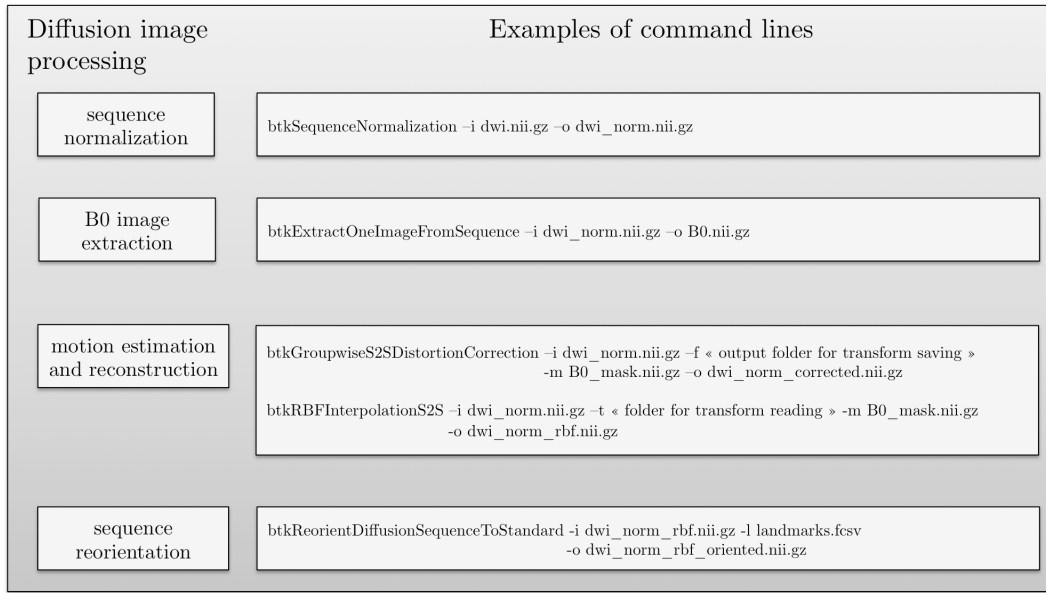 Diffusion image
processing
Examples of command lines
sequence
normalization
btkSequenceNormalization –i dwi.nii.gz –o dwi_norm.nii.gz
B0 image
extraction
btkExtractOneImageFromSequence –i dwi_norm.nii.gz –o B0.nii.gz
motion estimation
and reconstruction
btkGroupwiseS2SDistortionCorrection –i dwi_norm.nii.gz –f « output folder for transform saving »
-m B0_mask.nii.gz –o dwi_norm_corrected.nii.gz
btkRBFInterpolationS2S –i dwi_norm.nii.gz –t « folder for transform reading » -m B0_mask.nii.gz
-o dwi_norm_rbf.nii.gz
sequence
reorientation
btkReorientDiffusionSequenceToStandard -i dwi_norm_rbf.nii.gz -l landmarks.fcsv
-o dwi_norm_rbf_oriented.nii.gz